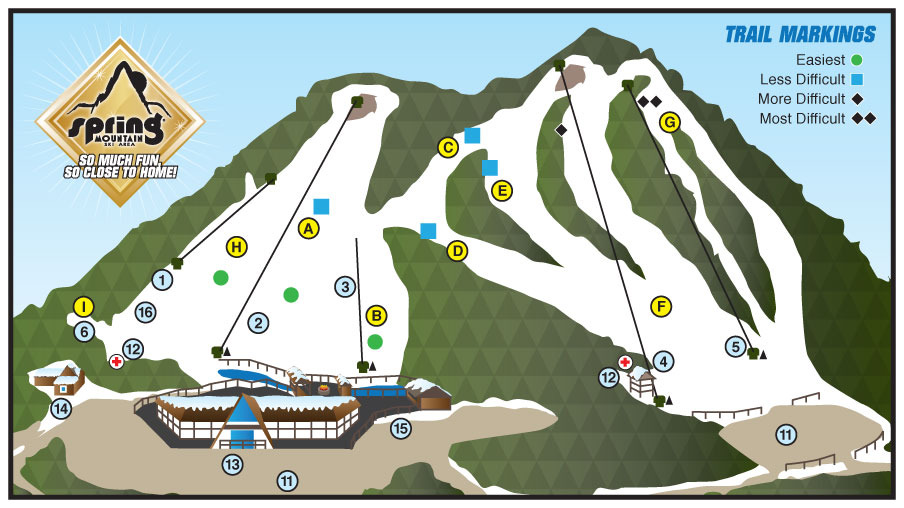 TRAIL MARKINGS
Easiest
Less Difficult
More Difficult
Most Difficult
spring
MOUNTAIN
SKI AREA
SO MUCH FUN,
SO CLOSE TO HOME!
G
C
E
A
D
H
1
3
I
16
B
F
2
6
12
5
4
12
14
15
11
13
11